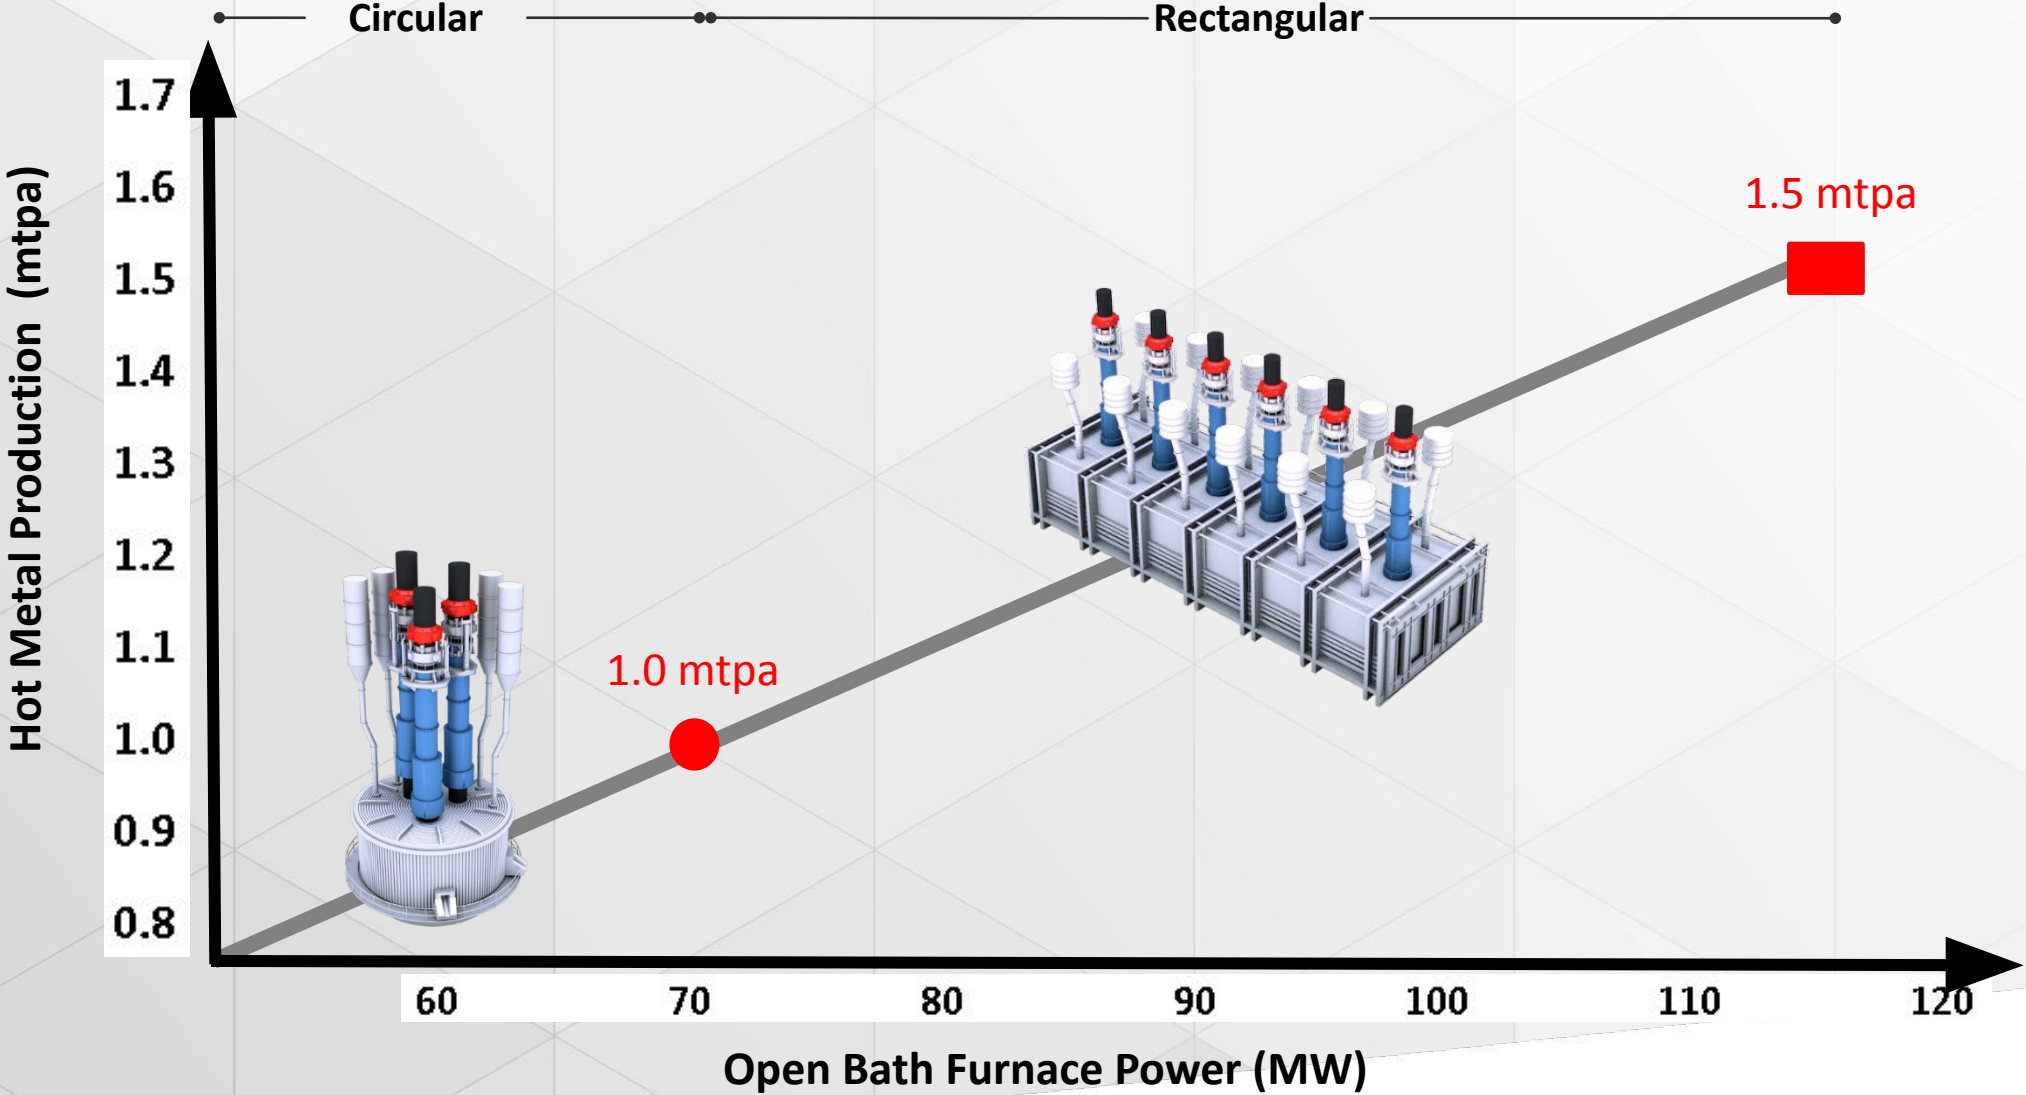 Circular
Rectangular
Hot Metal Production (mtpa)
1.7
1.6
1.5
1.4
1.3
1.2
1.1
1.0
0.9
0.8
1.5 mtpa
1.0 mtpa
60
70
80
90
100
110
120
Open Bath Furnace Power (MW)